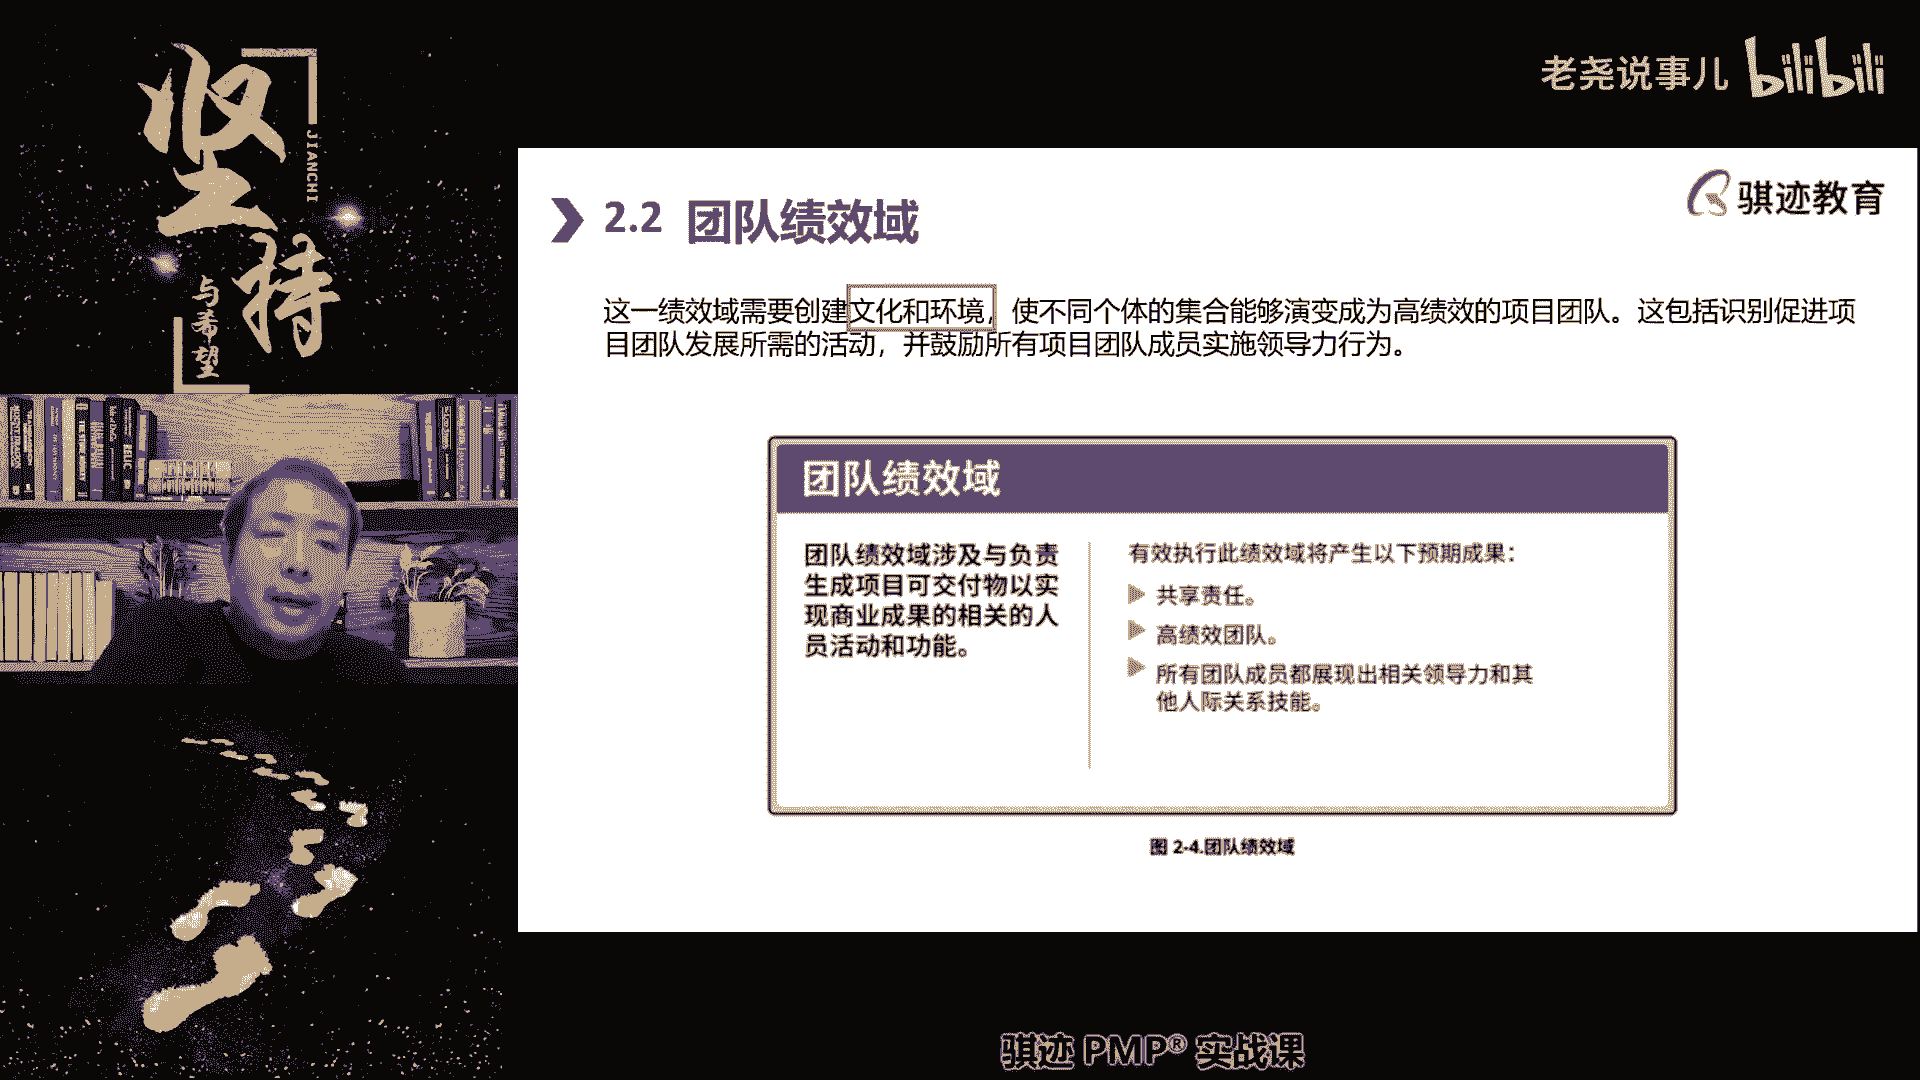 坚持
JIANCHI
与希望
老尧说事儿 bilibili
骐迹教育
2.2 团队绩效域
这一绩效域需要创建文化和环境，使不同个体的集合能够演变成为高绩效的项目团队。这包括识别促进项
目团队发展所需的活动，并鼓励所有项目团队成员实施领导力行为。
团队绩效域
团队绩效域涉及与负责
生成项目可交付物以实
现商业成果的相关的人
员活动和功能。
有效执行此绩效域将产生以下预期成果：
共享责任。
高绩效团队。
所有团队成员都展现出相关领导力和其
他人际关系技能。
图 2-4.团队绩效域
骐迹 PMP® 实战课